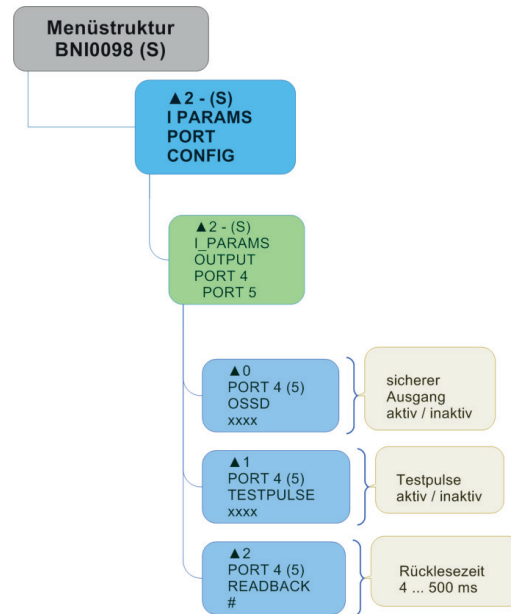 Menüstruktur
BNI0098 (S)
▲2 - (S)
I PARAMS
PORT
CONFIG
▲2 - (S)
I_PARAMS
OUTPUT
PORT 4
PORT 5
▲0
PORT 4 (5)
OSSD
xxxx
sicherer
Ausgang
aktiv / inaktiv
▲1
PORT 4 (5)
TESTPULSE
xxxx
Testpulse
aktiv / inaktiv
▲2
PORT 4 (5)
READBACK
#
Rücklesezeit
4 ... 500 ms